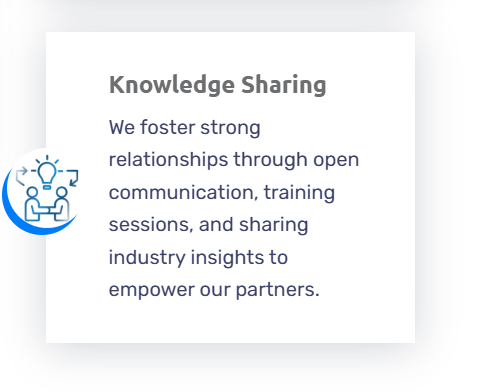 Knowledge Sharing
We foster strong
relationships through open
communication, training
sessions, and sharing
industry insights to
empower our partners.